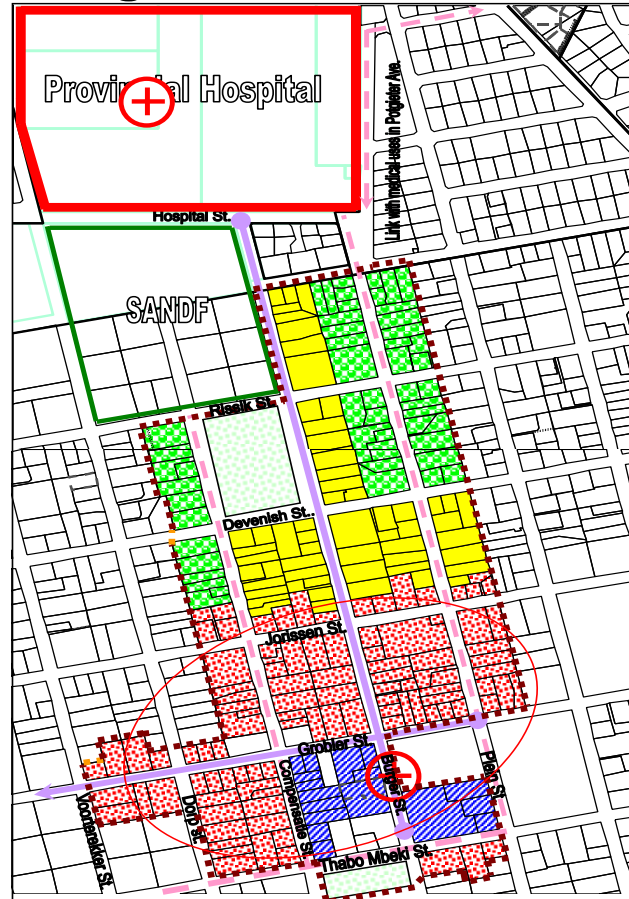 Provincial Hospital
Link with medical uses in Potgieter Ave.
Hospital St.
SANDF
Rissik St.
Devenish St..
Jorissen St.
Grobler St.
Burger St.
Plein St.
Compensatie St.
Dorp St.
Voortrekker St.
Thabo Mbeki St.